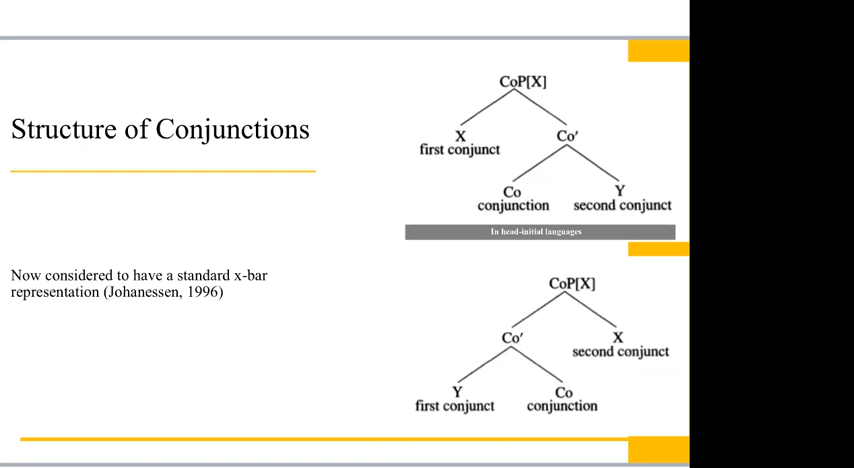 Structure of Conjunctions
Now considered to have a standard x-bar
representation (Johanessen, 1996)
CoP[X]
X
first conjunct
Co′
Co
conjunction
Y
second conjunct
In head-initial languages
CoP[X]
Co′
X
second conjunct
Y
first conjunct
Co
conjunction